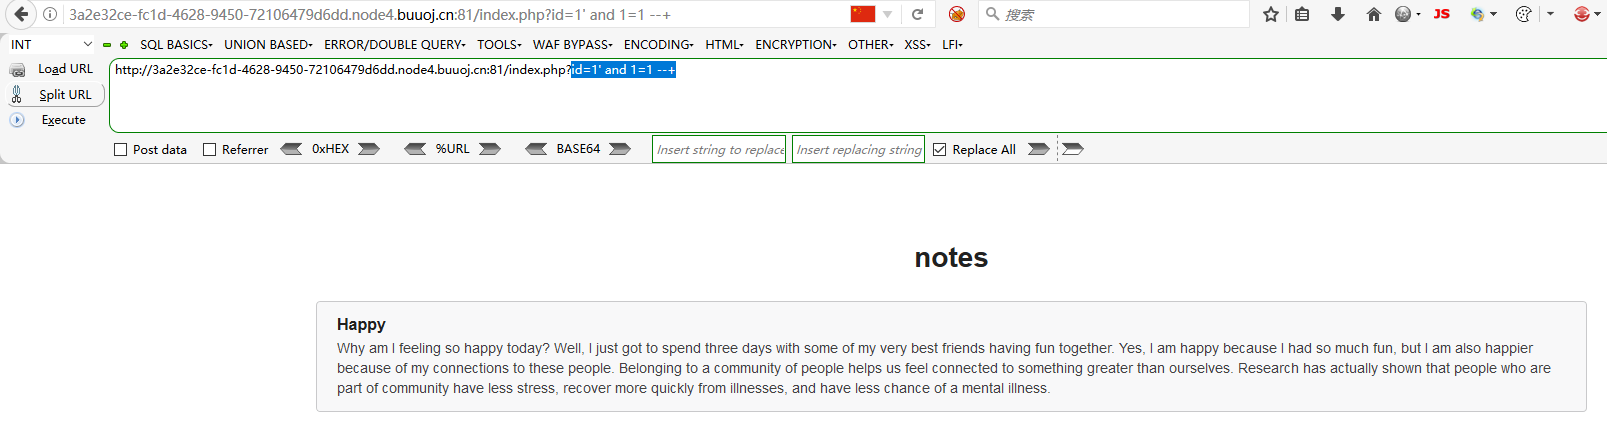 3a2e32ce-fc1d-4628-9450-72106479d6dd.node4.buuoj.cn:81/index.php?id=1' and 1=1 --+ 搜索 JS
INT SQL BASICS UNION BASED ERROR/DOUBLE QUERY TOOLS WAF BYPASS ENCODING HTML ENCRYPTION OTHER XSS LFI
Load URL http://3a2e32ce-fc1d-4628-9450-72106479d6dd.node4.buuoj.cn:81/index.php?id=1' and 1=1 --+
Split URL
Execute
Post data Referrer 0xHEX %URL BASE64 Insert string to replace Insert replacing string Replace All
notes
Happy
Why am I feeling so happy today? Well, I just got to spend three days with some of my very best friends having fun together. Yes, I am happy because I had so much fun, but I am also happier
because of my connections to these people. Belonging to a community of people helps us feel connected to something greater than ourselves. Research has actually shown that people who are
part of community have less stress, recover more quickly from illnesses, and have less chance of a mental illness.